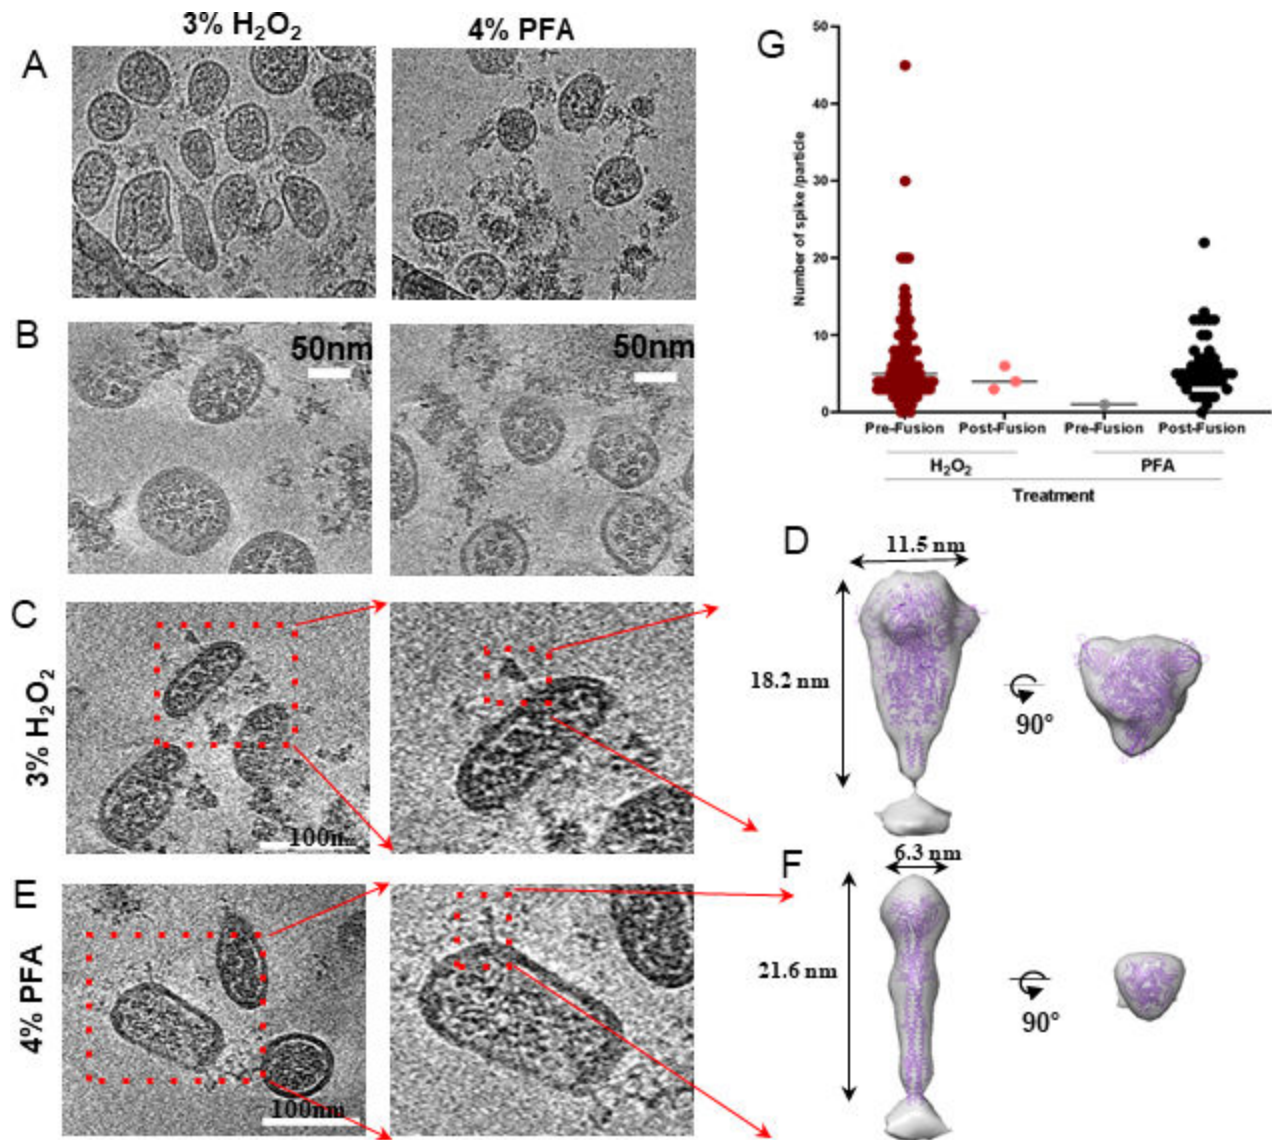 3% H₂O₂
4% PFA
A
B
50nm
50nm
C
3% H₂O₂
100nm
E
4% PFA
100nm
G
50
40
30
20
10
0
Number of spike /particle
Pre-Fusion
Post-Fusion
Pre-Fusion
Post-Fusion
H₂O₂
PFA
Treatment
D
11.5 nm
18.2 nm
90°
F
6.3 nm
21.6 nm
90°